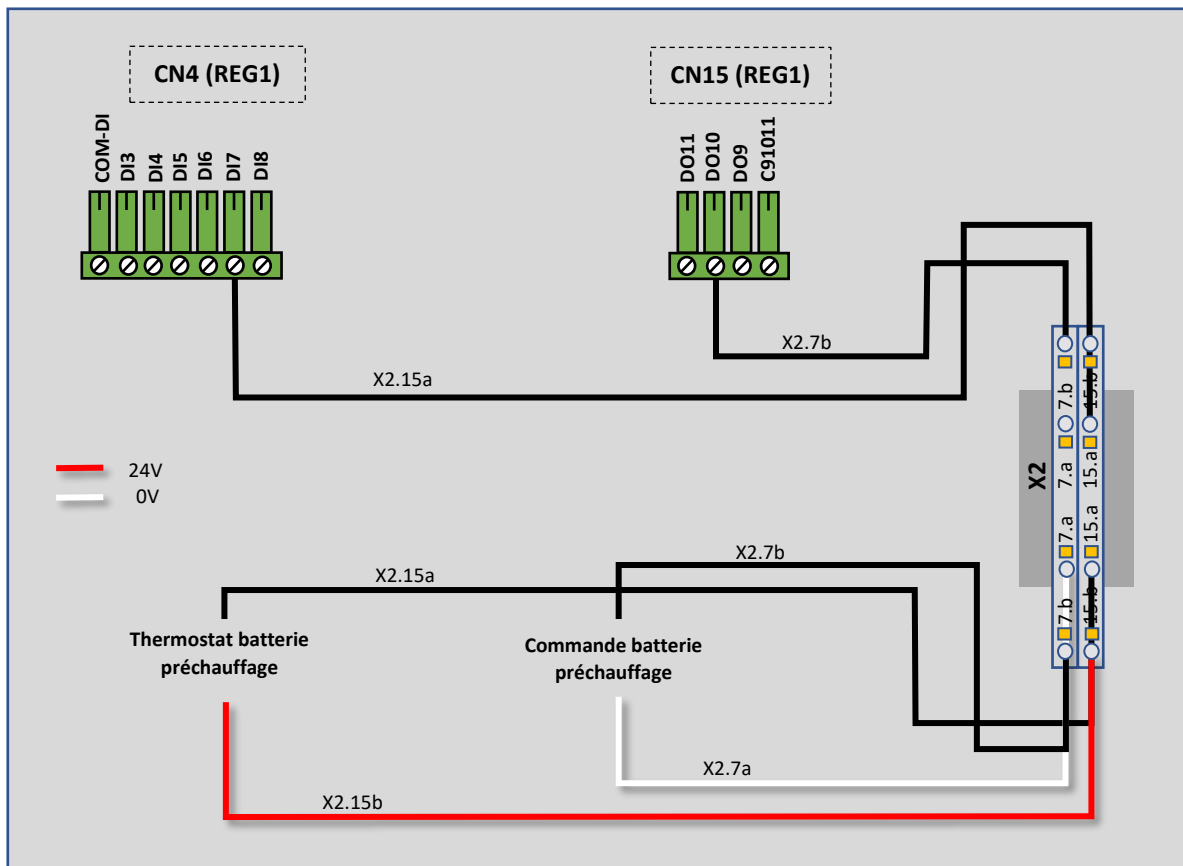 CN4 (REG1)
CN15 (REG1)
COM-DI
DI3
DI4
DI5
DI6
DI7
DI8
DO11
DO10
DO9
C91011
X2.7b
X2.15a
7.b
15.b
7.a
15.a
X2
7.a
15.a
7.b
15.b
24V
0V
X2.7b
X2.15a
Thermostat batterie
préchauffage
Commande batterie
préchauffage
X2.7a
X2.15b